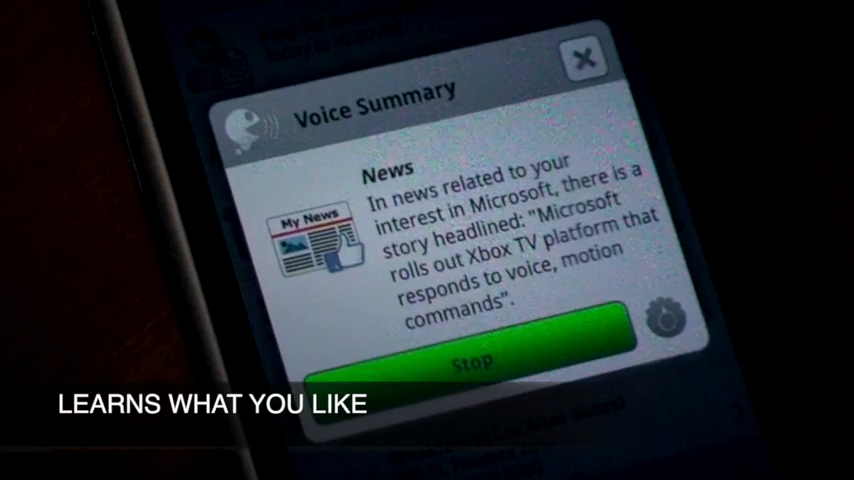 Voice Summary
News
My News
In news related to your
interest in Microsoft, there is a
story headlined: "Microsoft
rolls out Xbox TV platform that
responds to voice, motion
commands".
Stop
LEARNS WHAT YOU LIKE